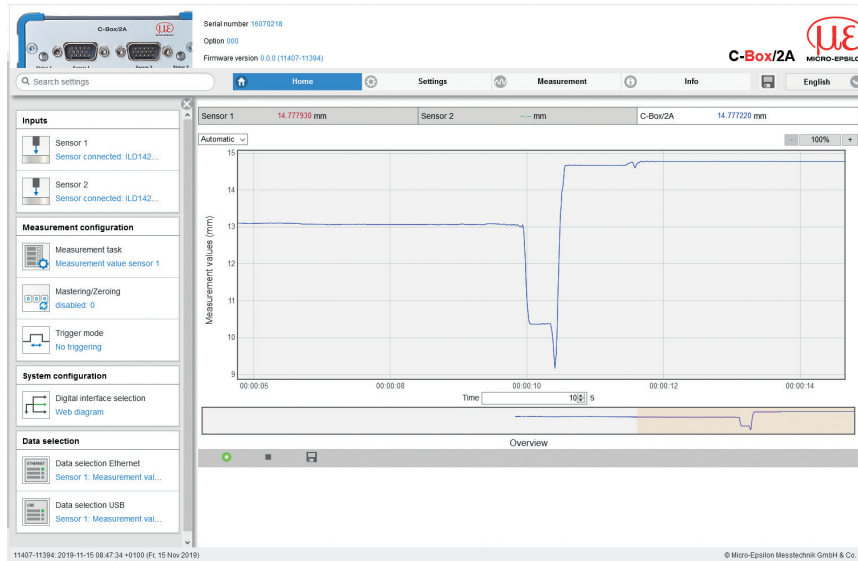 C-Box/2A
Serial number 16070218
Option 000
Firmware version 0.0.0 (11407-11394)
C-Box/2A
MICRO-EPSILO
Search settings
Home
Settings
Measurement
Info
English
Inputs
Sensor 1
Sensor connected: ILD142...
Sensor 2
Sensor connected: ILD142...
Measurement configuration
Measurement task
Measurement value sensor 1
Mastering/Zeroing
disabled: 0
Trigger mode
No triggering
System configuration
Digital interface selection
Web diagram
Data selection
ETHERNET
Data selection Ethernet
Sensor 1: Measurement val...
USB
Data selection USB
Sensor 1: Measurement val...
Sensor 1 14.777930 mm
Sensor 2 --.-- mm
C-Box/2A 14.777220 mm
Automatic
- 100% +
Measurement values (mm)
15
14
13
12
11
10
9
00:00:05 00:00:08 00:00:10 00:00:12 00:00:14
Time 10 s
Overview
11407-11394: 2019-11-15 08:47:34 +0100 (Fr, 15 Nov 2019)
© Micro-Epsilon Messtechnik GmbH & Co.